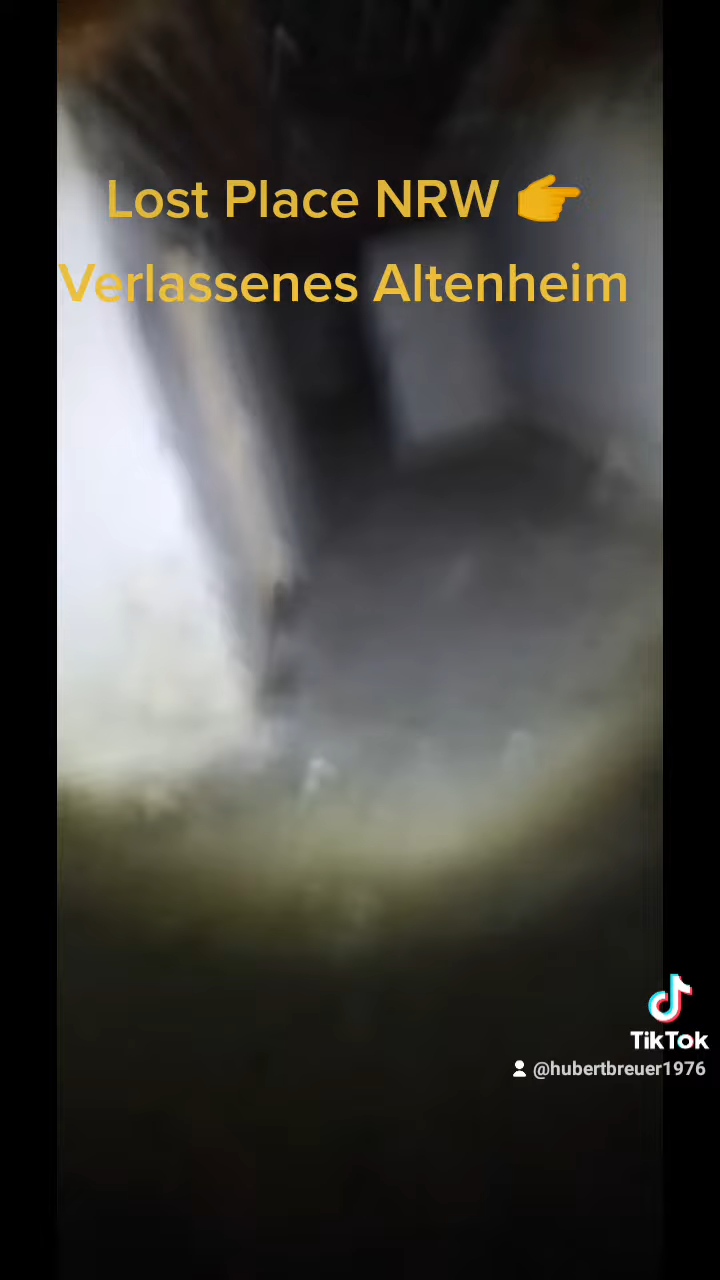 Lost Place NRW 👉
Verlassenes Altenheim
TikTok
@hubertbreuer1976